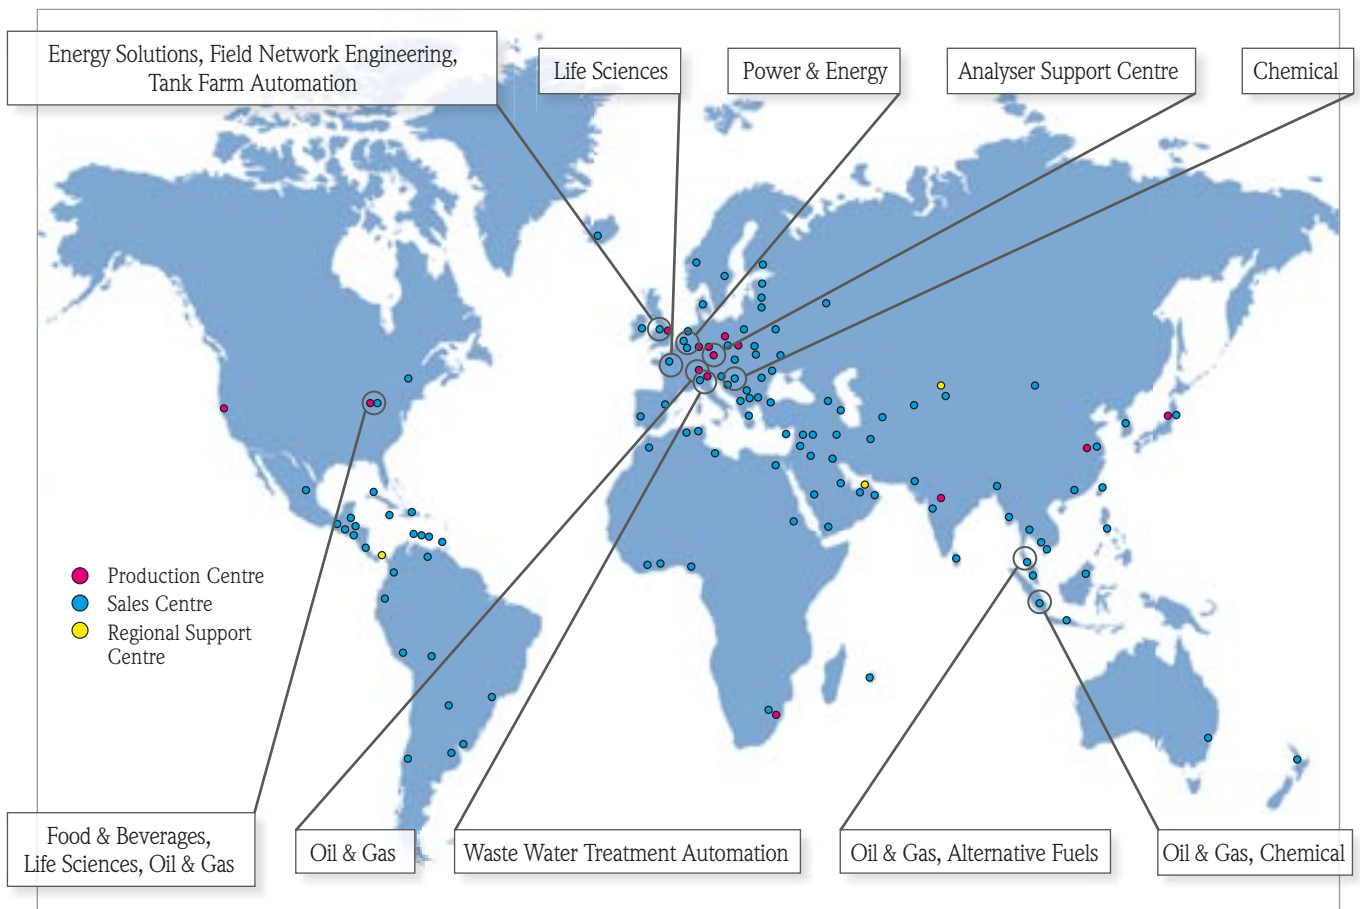 Energy Solutions, Field Network Engineering,
Tank Farm Automation
Life Sciences
Power & Energy
Analyser Support Centre
Chemical
Production Centre
Sales Centre
Regional Support
Centre
Food & Beverages,
Life Sciences, Oil & Gas
Oil & Gas
Waste Water Treatment Automation
Oil & Gas, Alternative Fuels
Oil & Gas, Chemical